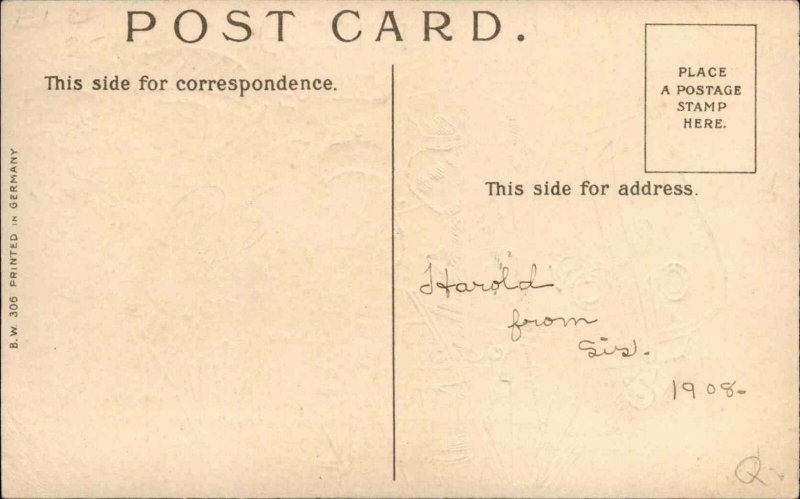 POST CARD.
This side for correspondence.
PLACE
A POSTAGE
STAMP
HERE.
This side for address.
B.W. 306 PRINTED IN GERMANY
Harold
from
Sis.
1908-
Q